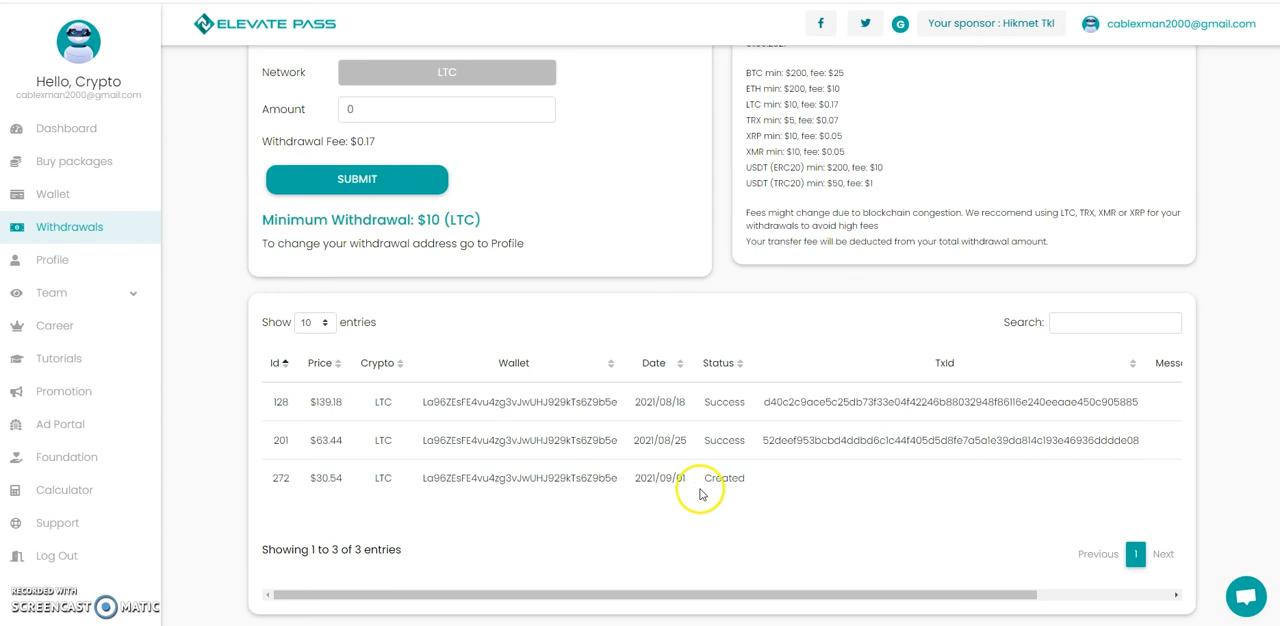 ELEVATE PASS
Your sponsor : Hikmet Tkl
cablexman2000@gmail.com
Hello, Crypto
cablexman2000@gmail.com
Dashboard
Buy packages
Wallet
Withdrawals
Profile
Team
Career
Tutorials
Promotion
Ad Portal
Foundation
Calculator
Support
Log Out
RECORDED WITH
SCREENCAST MATIC
Network LTC
Amount 0
Withdrawal Fee: $0.17
SUBMIT
Minimum Withdrawal: $10 (LTC)
To change your withdrawal address go to Profile
BTC min: $200, fee: $25
ETH min: $200, fee: $10
LTC min: $10, fee: $0.17
TRX min: $5, fee: $0.07
XRP min: $10, fee: $0.05
XMR min: $10, fee: $0.05
USDT (ERC20) min: $200, fee: $10
USDT (TRC20) min: $50, fee: $1
Fees might change due to blockchain congestion. We reccomend using LTC, TRX, XMR or XRP for your
withdrawals to avoid high fees
Your transfer fee will be deducted from your total withdrawal amount.
Show 10 entries Search:
Id Price Crypto Wallet Date Status TxId Messa
128 $139.18 LTC La96ZEsFE4vu4zg3vJwUHJ929kTs6Z9b5e 2021/08/18 Success d40c2c9ace5c25db73f33e04f42246b88032948f86116e240eeaae450c905885
201 $63.44 LTC La96ZEsFE4vu4zg3vJwUHJ929kTs6Z9b5e 2021/08/25 Success 52deef953bcbd4ddbd6c1c44f405d5d8fe7a5a1e39da814c193e46936dddde08
272 $30.54 LTC La96ZEsFE4vu4zg3vJwUHJ929kTs6Z9b5e 2021/09/01 Created
Showing 1 to 3 of 3 entries
Previous 1 Next